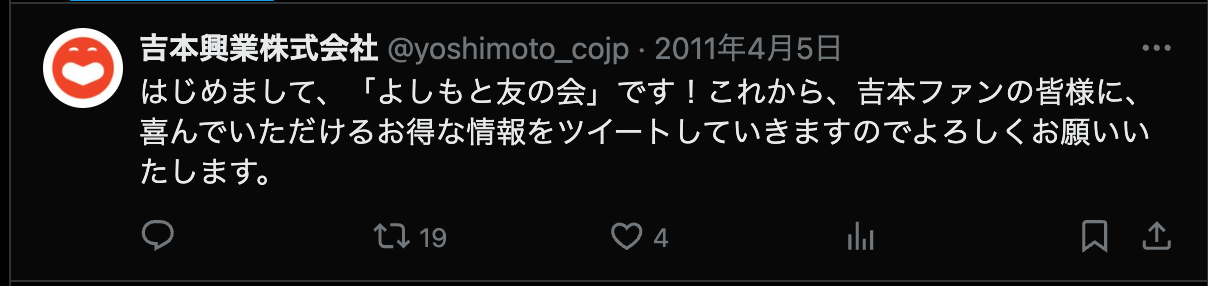 吉本興業株式会社 @yoshimoto_cojp · 2011年4月5日
はじめまして、「よしもと友の会」です！これから、吉本ファンの皆様に、
喜んでいただけるお得な情報をツイートしていきますのでよろしくお願いい
たします。
19 4